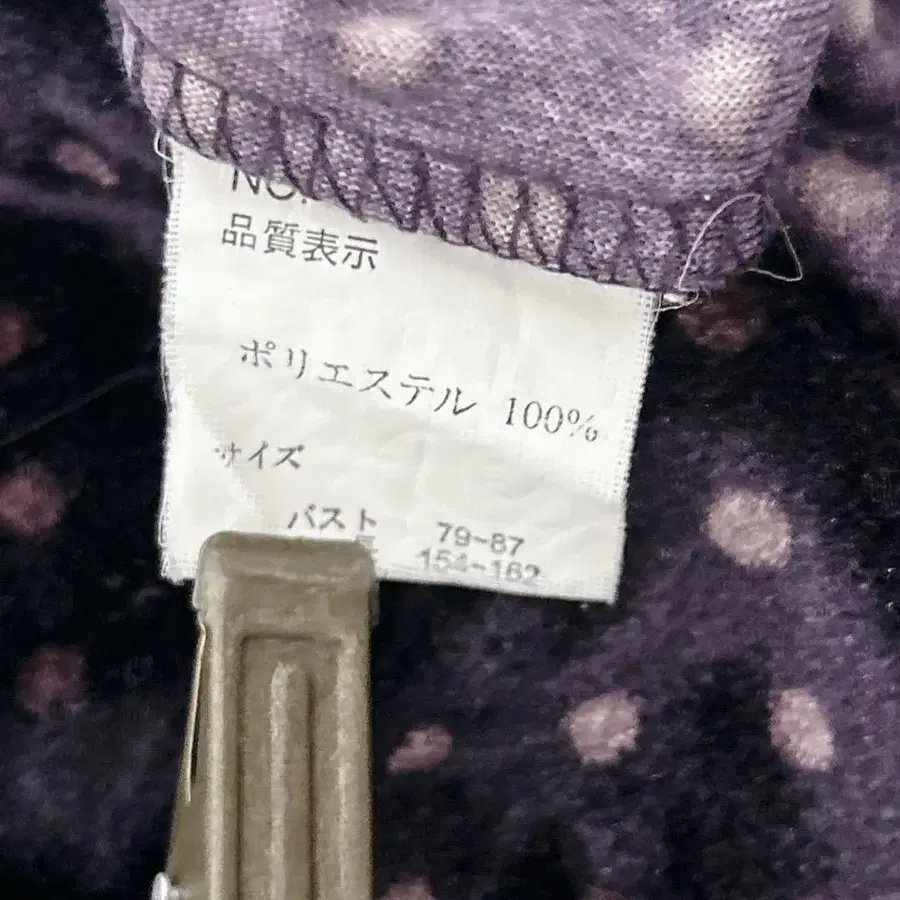 NO.
品質表示
ポリエステル 100%
サイズ
バスト 79-87
154-162